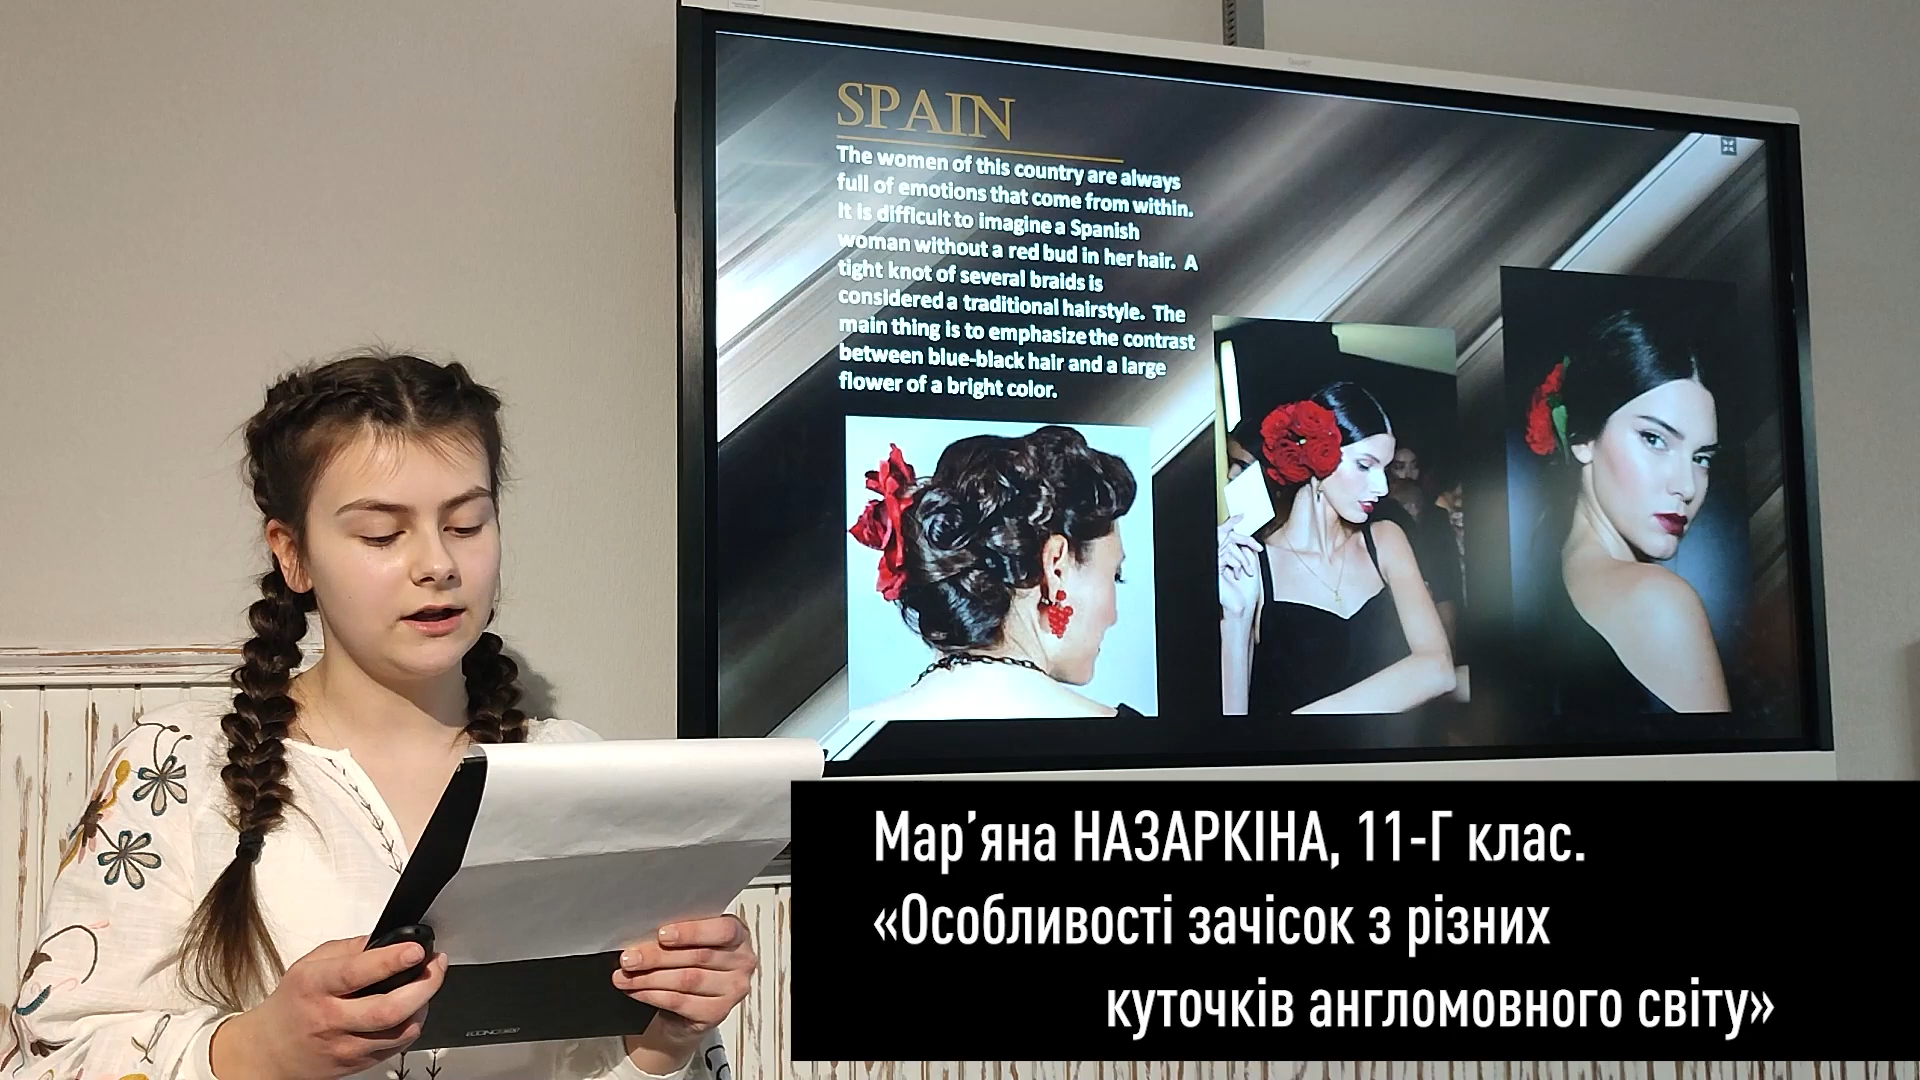 SPAIN
The women of this country are always
full of emotions that come from within.
It is difficult to imagine a Spanish
woman without a red bud in her hair. A
tight knot of several braids is
considered a traditional hairstyle. The
main thing is to emphasize the contrast
between blue-black hair and a large
flower of a bright color.
Мар’яна НАЗАРКІНА, 11-Г клас.
«Особливості зачісок з різних
куточків англомовного світу»